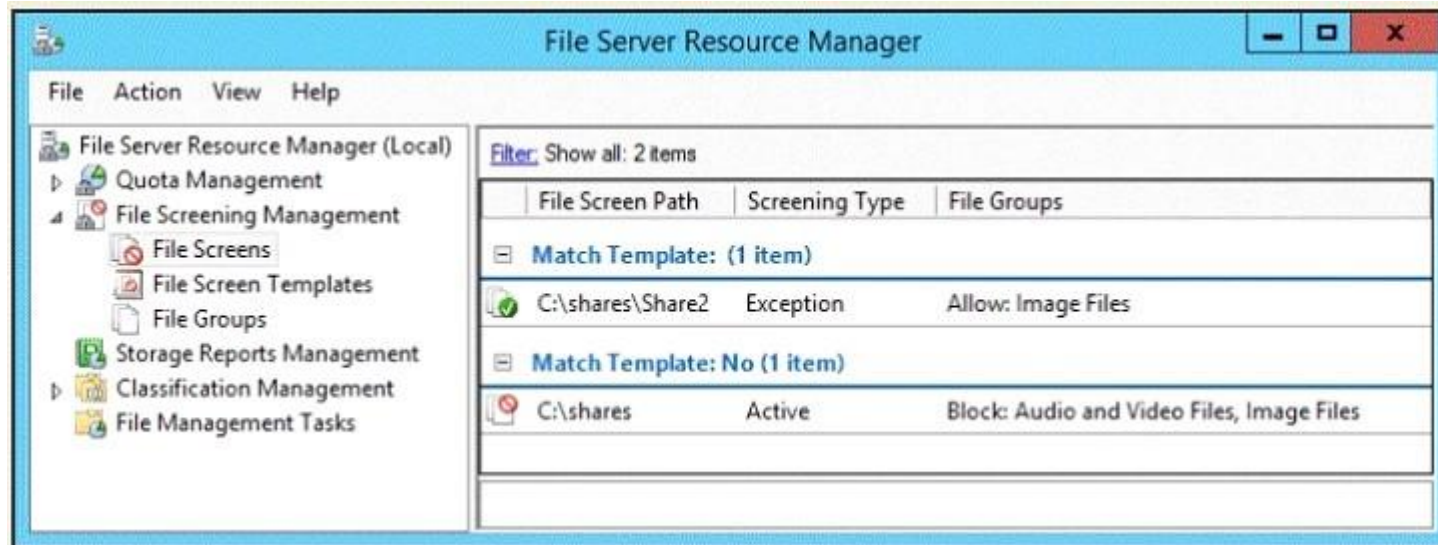 File Server Resource Manager
File Action View Help
File Server Resource Manager (Local)
Quota Management
File Screening Management
File Screens
File Screen Templates
File Groups
Storage Reports Management
Classification Management
File Management Tasks
Filter: Show all: 2 items
File Screen Path Screening Type File Groups
Match Template: (1 item)
C:\shares\Share2 Exception Allow: Image Files
Match Template: No (1 item)
C:\shares Active Block: Audio and Video Files, Image Files